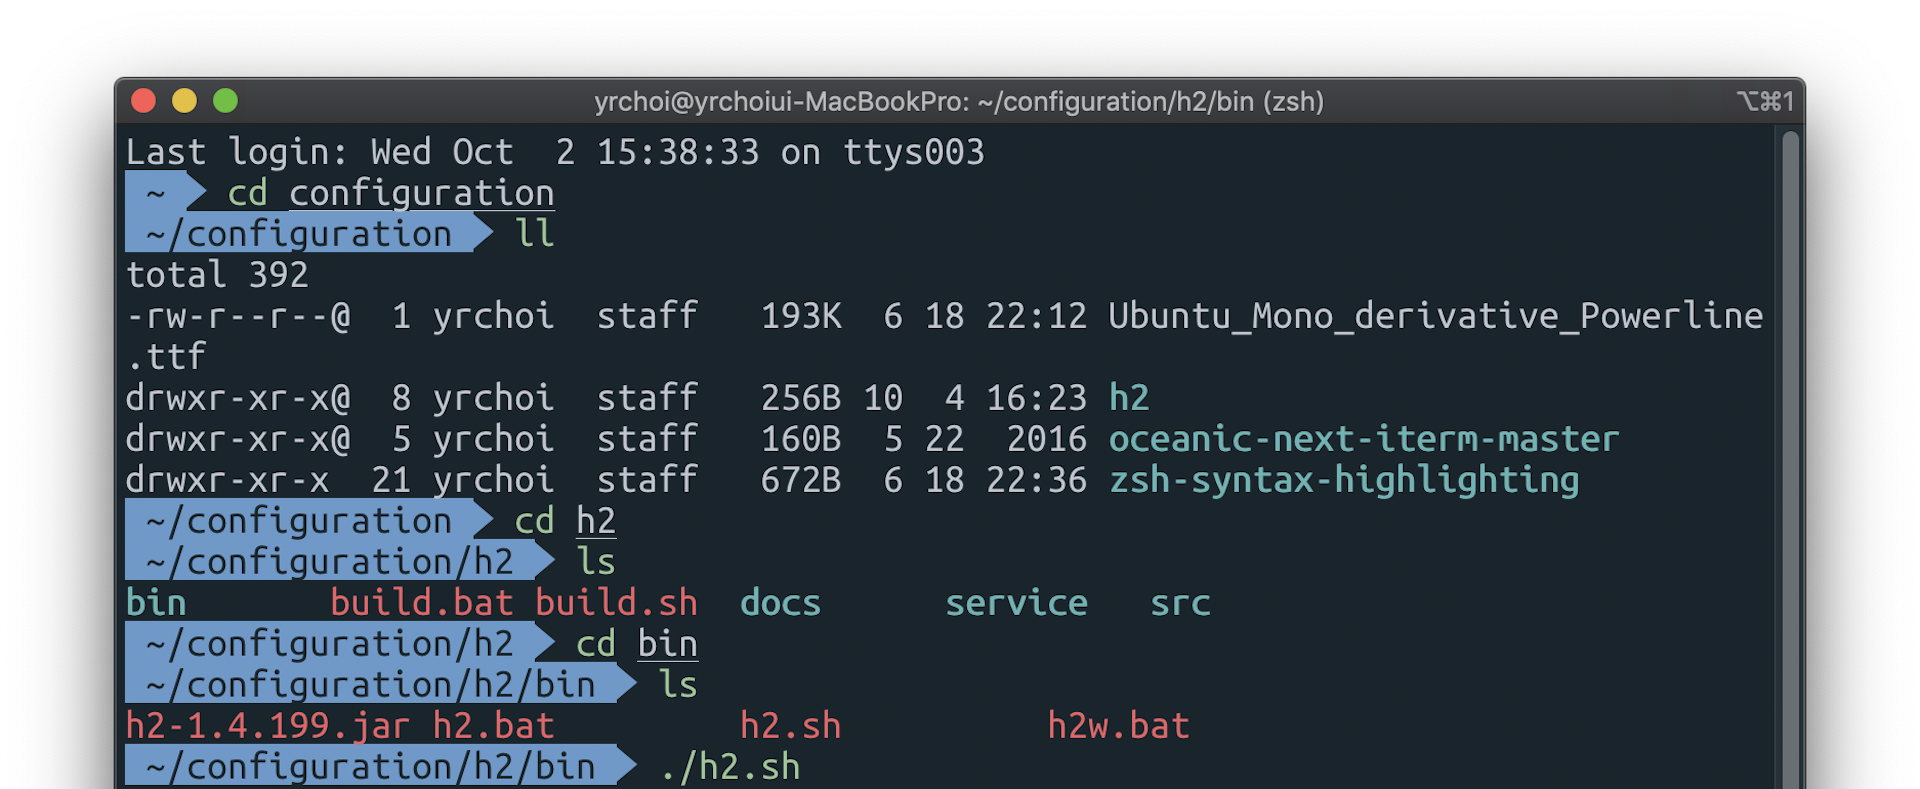 yrchoi@yrchoiui-MacBookPro: ~/configuration/h2/bin (zsh) ⌥⌘1
Last login: Wed Oct  2 15:38:33 on ttys003
~ cd configuration
~/configuration ll
total 392
-rw-r--r--@  1 yrchoi  staff   193K  6 18 22:12 Ubuntu_Mono_derivative_Powerline
.ttf
drwxr-xr-x@  8 yrchoi  staff   256B 10  4 16:23 h2
drwxr-xr-x@  5 yrchoi  staff   160B  5 22  2016 oceanic-next-iterm-master
drwxr-xr-x  21 yrchoi  staff   672B  6 18 22:36 zsh-syntax-highlighting
~/configuration cd h2
~/configuration/h2 ls
bin       build.bat build.sh  docs      service   src
~/configuration/h2 cd bin
~/configuration/h2/bin ls
h2-1.4.199.jar h2.bat         h2.sh          h2w.bat
~/configuration/h2/bin ./h2.sh